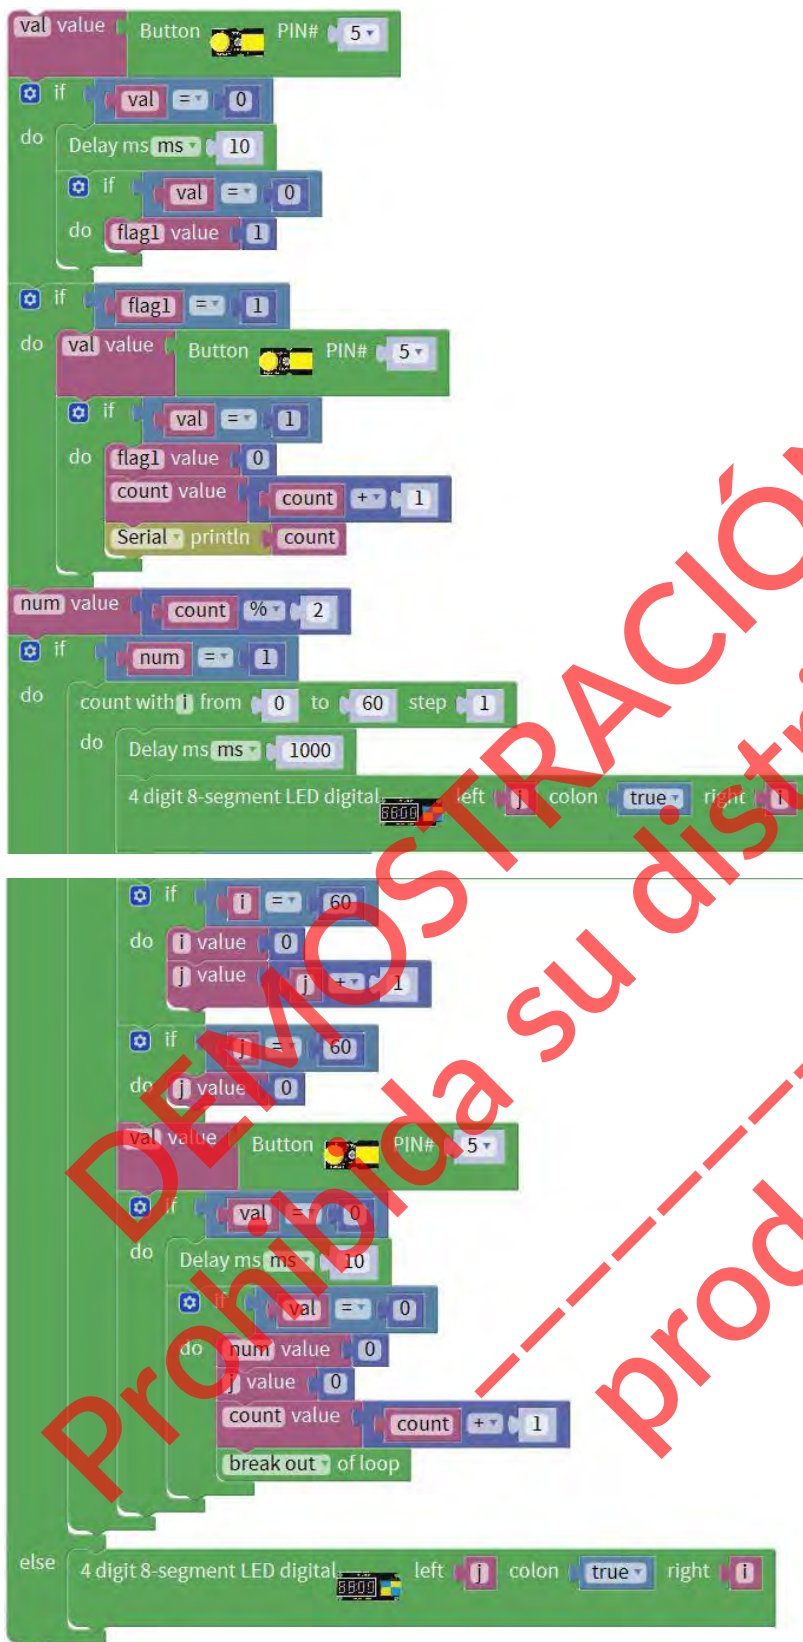 val value Button PIN# 5
if val = 0
do Delay ms ms 10
if val = 0
do flag1 value 1
if flag1 = 1
do val value Button PIN# 5
if val = 1
do flag1 value 0
count value count + 1
Serial println count
num value count % 2
if num = 1
do count with i from 0 to 60 step 1
do Delay ms ms 1000
4 digit 8-segment LED digital left j colon true right i
if i = 60
do i value 0
j value j + 1
if j = 60
do j value 0
val value Button PIN# 5
if val = 0
do Delay ms ms 10
if val = 0
do num value 0
j value 0
count value count + 1
break out of loop
else 4 digit 8-segment LED digital left j colon true right i
DEMOSTRACIÓN
Prohibida su